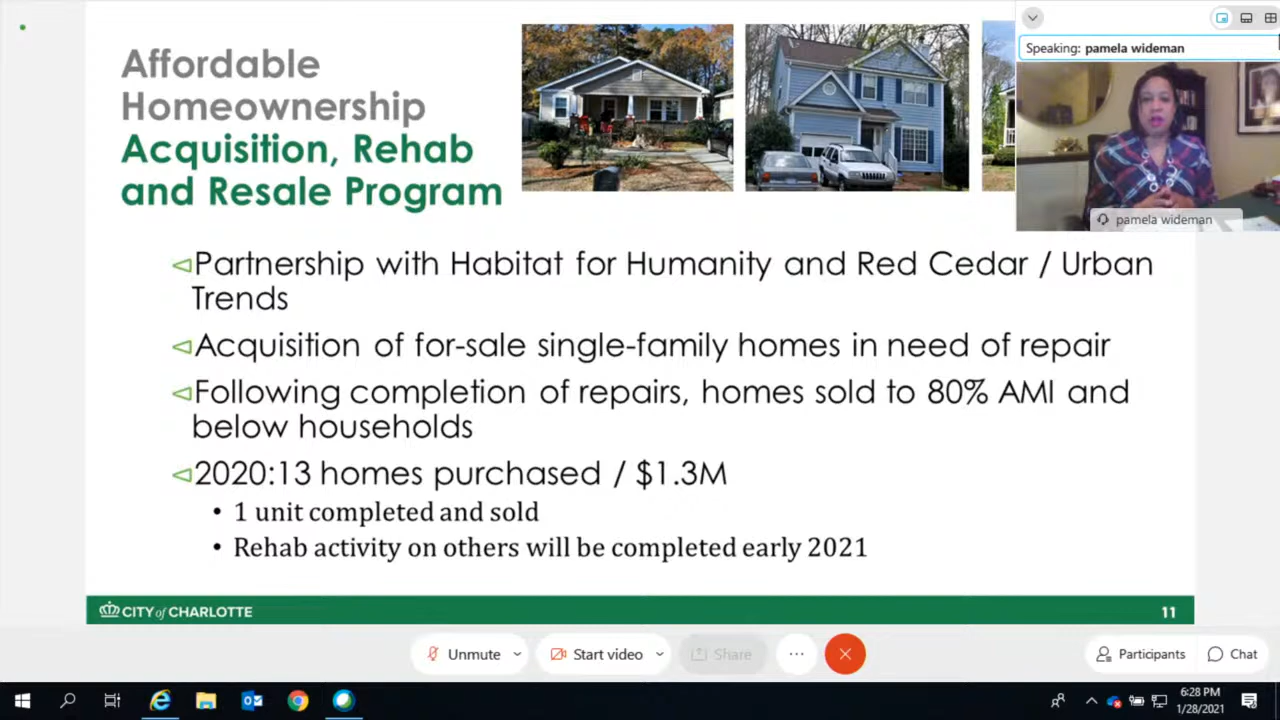 Affordable
Homeownership
Acquisition, Rehab
and Resale Program
Speaking: pamela wideman
pamela wideman
Partnership with Habitat for Humanity and Red Cedar / Urban
Trends
Acquisition of for-sale single-family homes in need of repair
Following completion of repairs, homes sold to 80% AMI and
below households
2020:13 homes purchased / $1.3M
• 1 unit completed and sold
• Rehab activity on others will be completed early 2021
CITY of CHARLOTTE
11
Unmute
Start video
Share
Participants
Chat
6:28 PM
1/28/2021